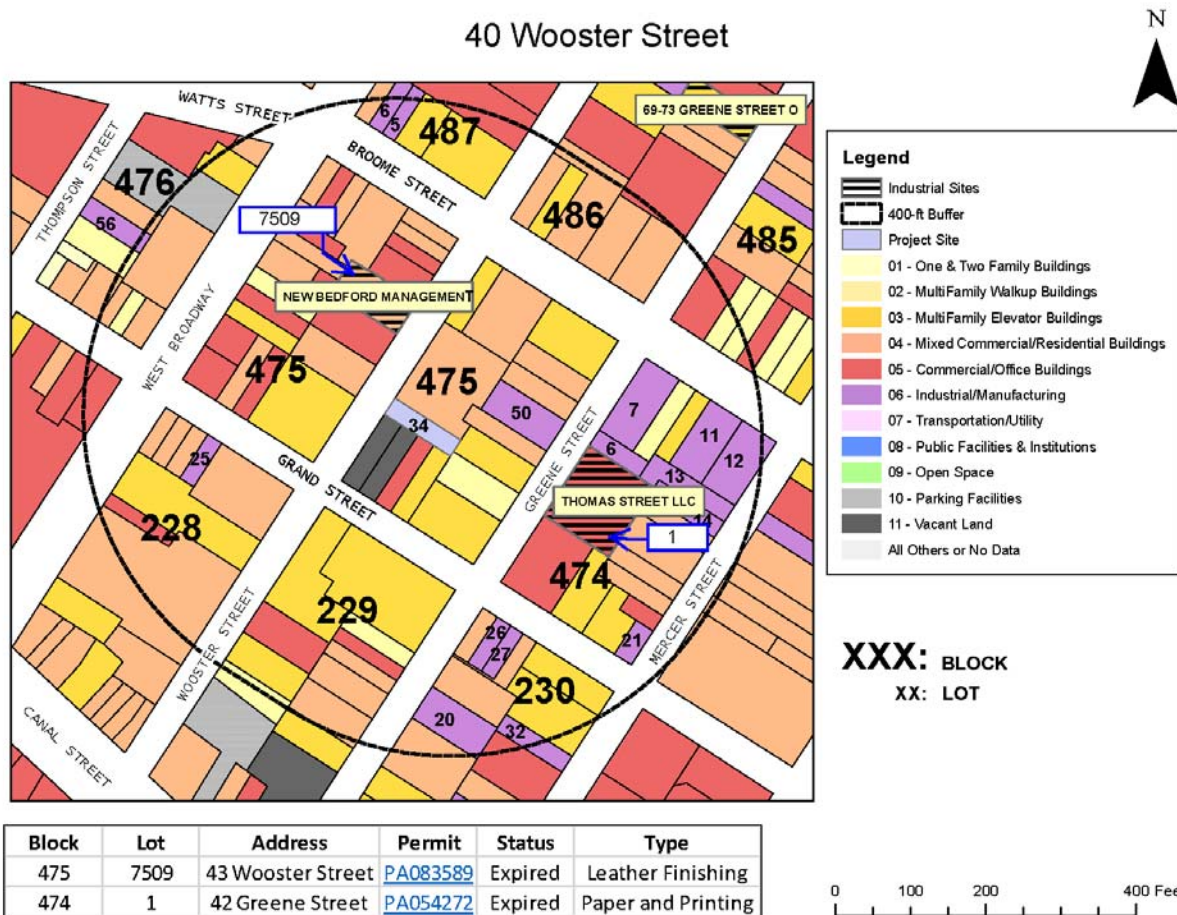 40 Wooster Street
N
WATTS STREET
6
5
487
69-73 GREENE STREET O
BROOME STREET
THOMPSON STREET
476
56
7509
486
485
NEW BEDFORD MANAGEMENT
WEST BROADWAY
475
475
50
34
7
11
12
6
13
GREENE STREET
THOMAS STREET LLC
14
1
25
228
GRAND STREET
474
229
MERCER STREET
21
26
27
230
WOOSTER STREET
20
32
CANAL STREET
Legend
Industrial Sites
400-ft Buffer
Project Site
01 - One & Two Family Buildings
02 - MultiFamily Walkup Buildings
03 - MultiFamily Elevator Buildings
04 - Mixed Commercial/Residential Buildings
05 - Commercial/Office Buildings
06 - Industrial/Manufacturing
07 - Transportation/Utility
08 - Public Facilities & Institutions
09 - Open Space
10 - Parking Facilities
11 - Vacant Land
All Others or No Data
XXX: BLOCK
XX: LOT
Block Lot Address Permit Status Type
475 7509 43 Wooster Street PA083589 Expired Leather Finishing
474 1 42 Greene Street PA054272 Expired Paper and Printing
0 100 200 400 Fee